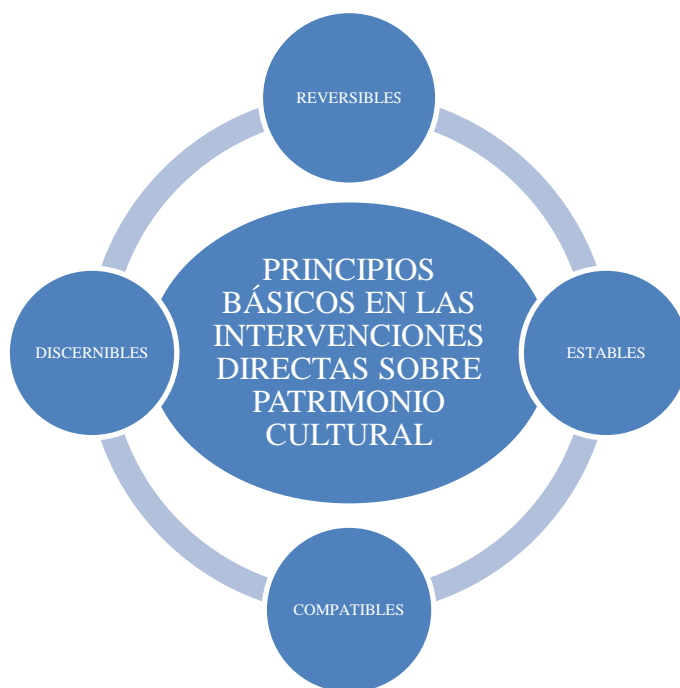 REVERSIBLES
PRINCIPIOS
BÁSICOS EN LAS
INTERVENCIONES
DIRECTAS SOBRE
PATRIMONIO
CULTURAL
DISCERNIBLES
ESTABLES
COMPATIBLES